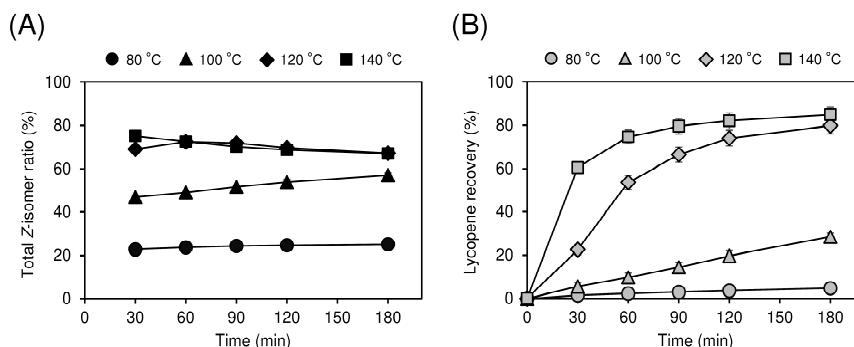 (A)
80 °C 100 °C 120 °C 140 °C
Total Z-isomer ratio (%)
100
80
60
40
20
0
0 30 60 90 120 150 180
Time (min)
(B)
80 °C 100 °C 120 °C 140 °C
Lycopene recovery (%)
100
80
60
40
20
0
0 30 60 90 120 150 180
Time (min)